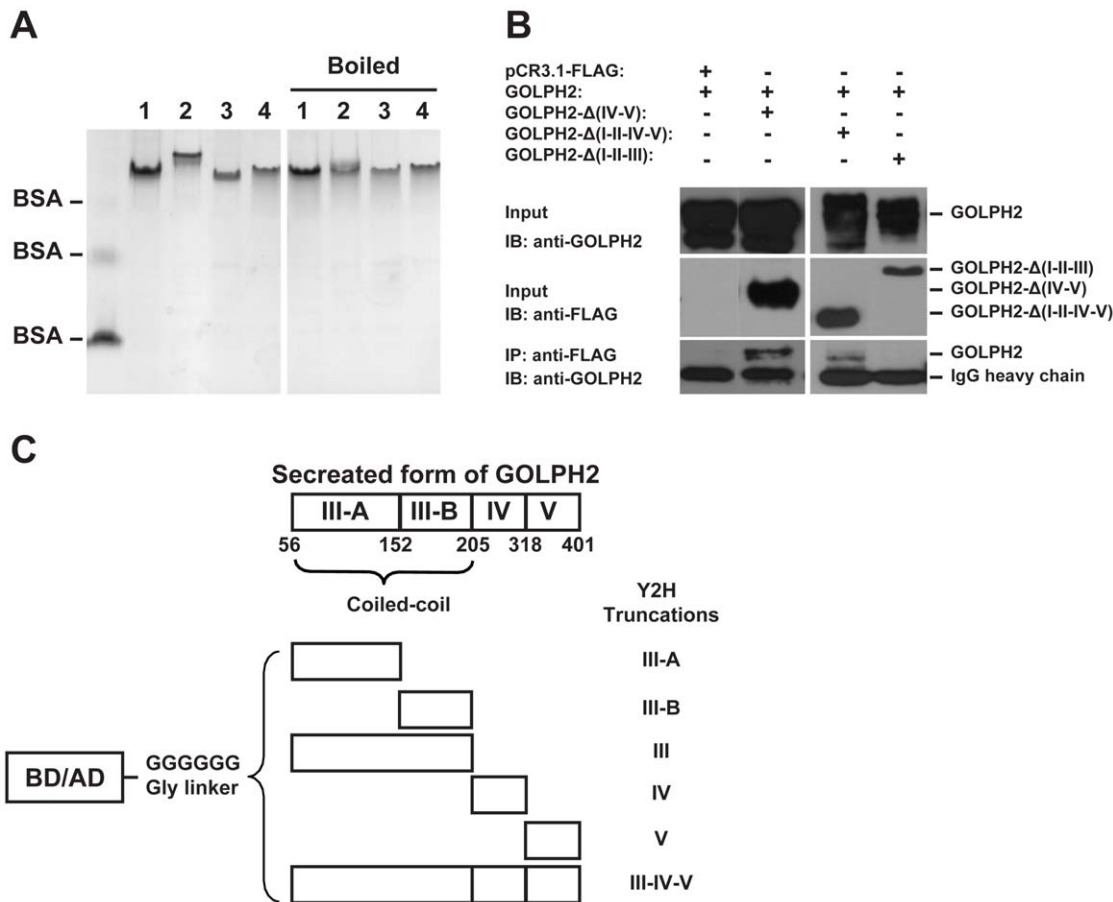 A
Boiled
1 2 3 4 1 2 3 4
BSA
BSA
BSA
B
pCR3.1-FLAG: + - - -
GOLPH2: + + + +
GOLPH2-Δ(IV-V): - + - -
GOLPH2-Δ(I-II-IV-V): - - + -
GOLPH2-Δ(I-II-III): - - - +
Input
IB: anti-GOLPH2
GOLPH2
Input
IB: anti-FLAG
GOLPH2-Δ(I-II-III)
GOLPH2-Δ(IV-V)
GOLPH2-Δ(I-II-IV-V)
IP: anti-FLAG
IB: anti-GOLPH2
GOLPH2
IgG heavy chain
C
Secreated form of GOLPH2
III-A III-B IV V
56 152 205 318 401
Coiled-coil
Y2H
Truncations
III-A
III-B
III
IV
V
III-IV-V
BD/AD
GGGGGG
Gly linker